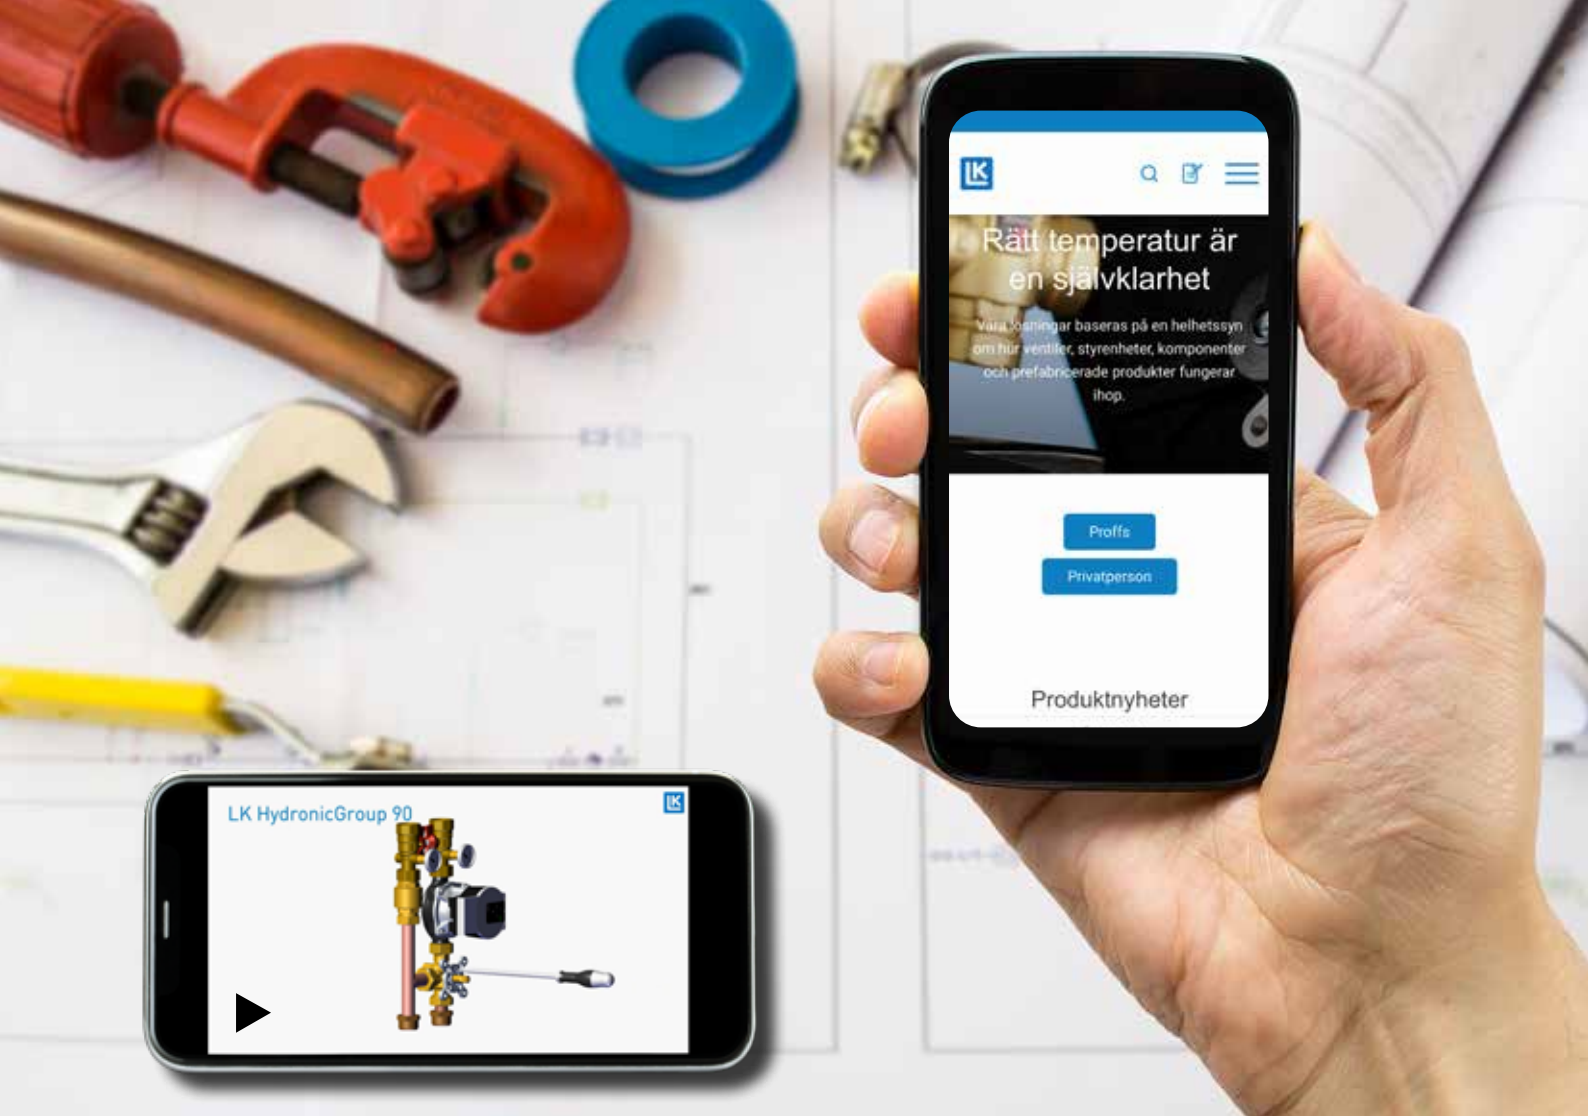 LK
Rätt temperatur är
en självklarhet
Våra lösningar baseras på en helhetssyn
om hur ventiler, styrenheter, komponenter
och prefabricerade produkter fungerar
ihop.
Proffs
Privatperson
Produktnyheter
LK HydronicGroup 90
LK